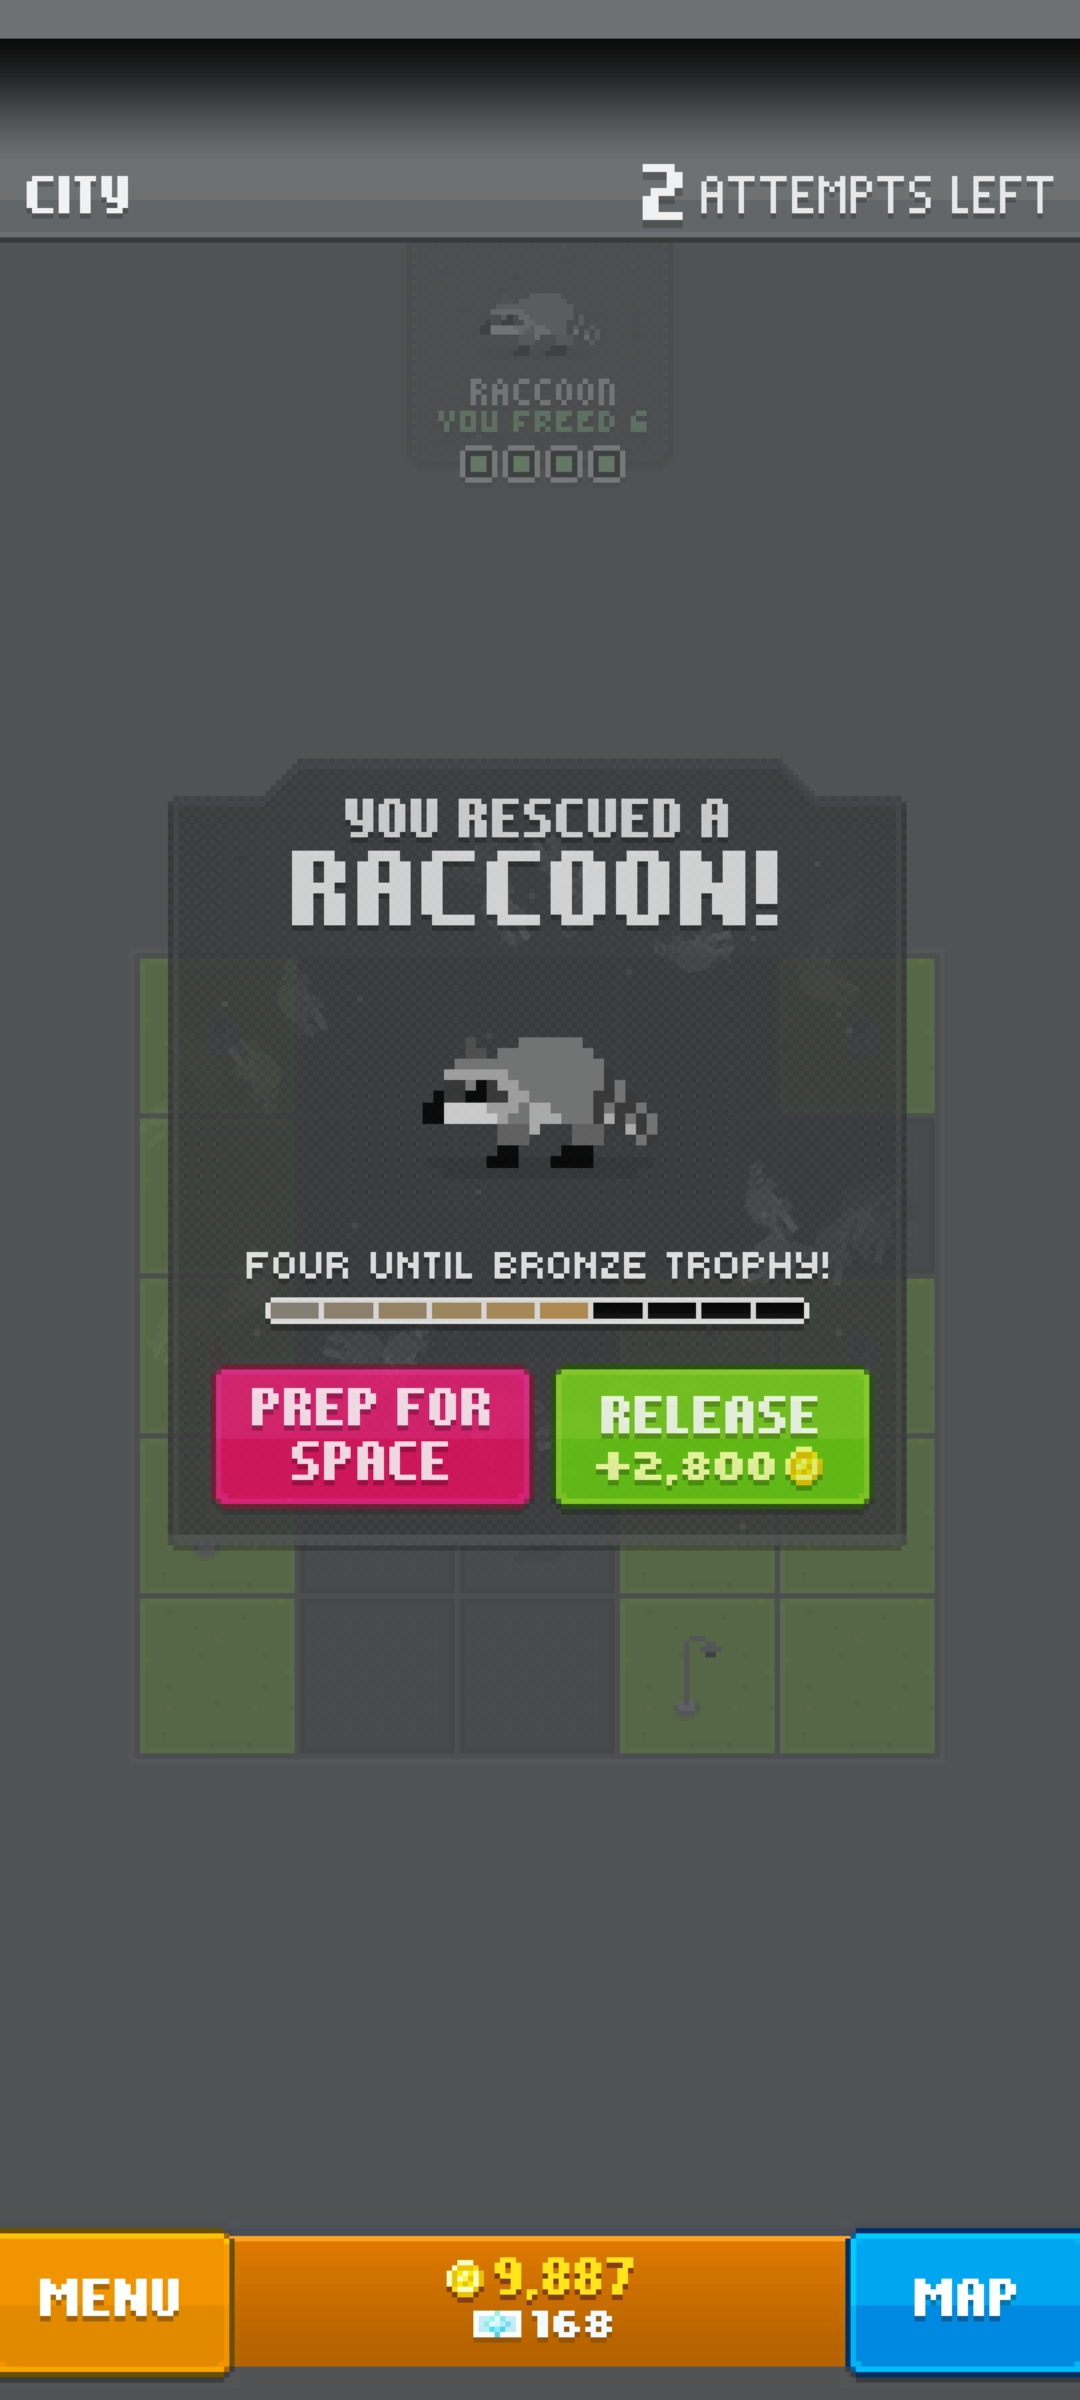 CITY
2 ATTEMPTS LEFT
RACCOON
YOU FREED 6
YOU RESCUED A
RACCOON!
FOUR UNTIL BRONZE TROPHY!
PREP FOR
SPACE
RELEASE
+2,800
MENU
9,887
168
MAP